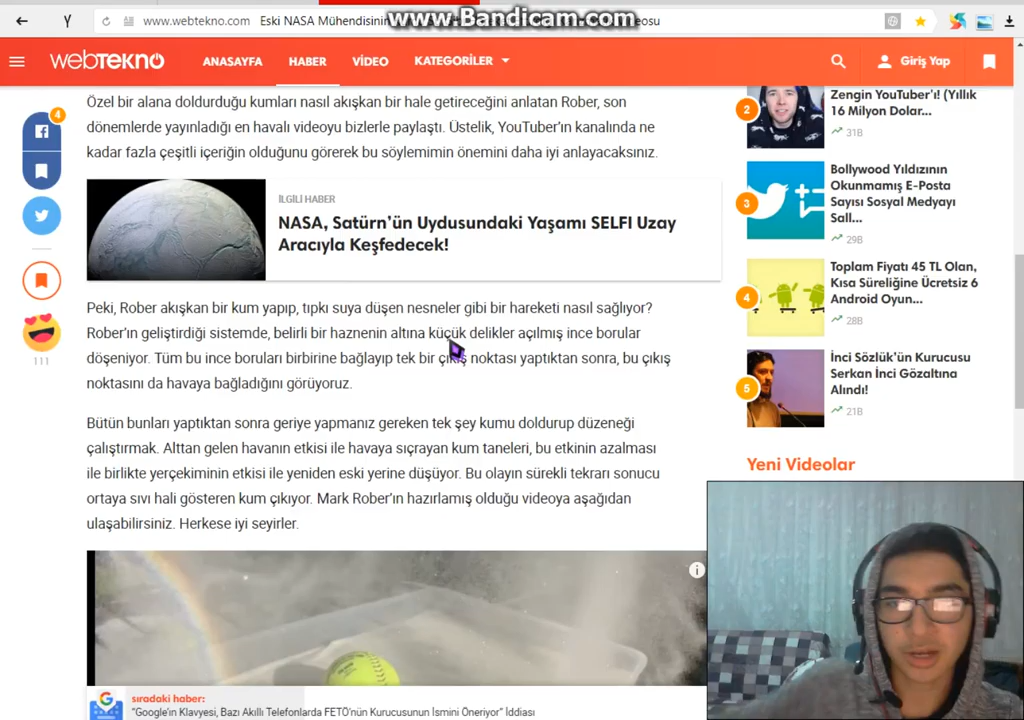 www.Bandicam.com
www.webtekno.com Eski NASA Mühendisinin
HABER
webTEKNO ANASAYFA HABER VİDEO KATEGORİLER Giriş Yap
4
Özel bir alana doldurduğu kumları nasıl akışkan bir hale getireceğini anlatan Rober, son
dönemlerde yayınladığı en havalı videoyu bizlerle paylaştı. Üstelik, YouTuber'ın kanalında ne
kadar fazla çeşitli içeriğin olduğunu görerek bu söylemimin önemini daha iyi anlayacaksınız.
İLGİLİ HABER
NASA, Satürn'ün Uydusundaki Yaşamı SELFI Uzay
Aracıyla Keşfedecek!
111
Peki, Rober akışkan bir kum yapıp, tıpkı suya düşen nesneler gibi bir hareketi nasıl sağlıyor?
Rober'ın geliştirdiği sistemde, belirli bir haznenin altına küçük delikler açılmış ince borular
döşeniyor. Tüm bu ince boruları birbirine bağlayıp tek bir çıkış noktası yaptıktan sonra, bu çıkış
noktasını da havaya bağladığını görüyoruz.
Bütün bunları yaptıktan sonra geriye yapmanız gereken tek şey kumu doldurup düzeneği
çalıştırmak. Alttan gelen havanın etkisi ile havaya sıçrayan kum taneleri, bu etkinin azalması
ile birlikte yerçekiminin etkisi ile yeniden eski yerine düşüyor. Bu olayın sürekli tekrarı sonucu
ortaya sıvı hali gösteren kum çıkıyor. Mark Rober'ın hazırlamış olduğu videoya aşağıdan
ulaşabilirsiniz. Herkese iyi seyirler.
sıradaki haber:
"Google'ın Klavyesi, Bazı Akıllı Telefonlarda FETÖ'nün Kurucusunun İsmini Öneriyor" İddiası
2
Zengin YouTuber'ı! (Yıllık
16 Milyon Dolar...
31B
3
Bollywood Yıldızının
Okunmamış E-Posta
Sayısı Sosyal Medyayı
Sall...
29B
4
Toplam Fiyatı 45 TL Olan,
Kısa Süreliğine Ücretsiz 6
Android Oyun...
28B
5
İnci Sözlük'ün Kurucusu
Serkan İnci Gözaltına
Alındı!
21B
Yeni Videolar